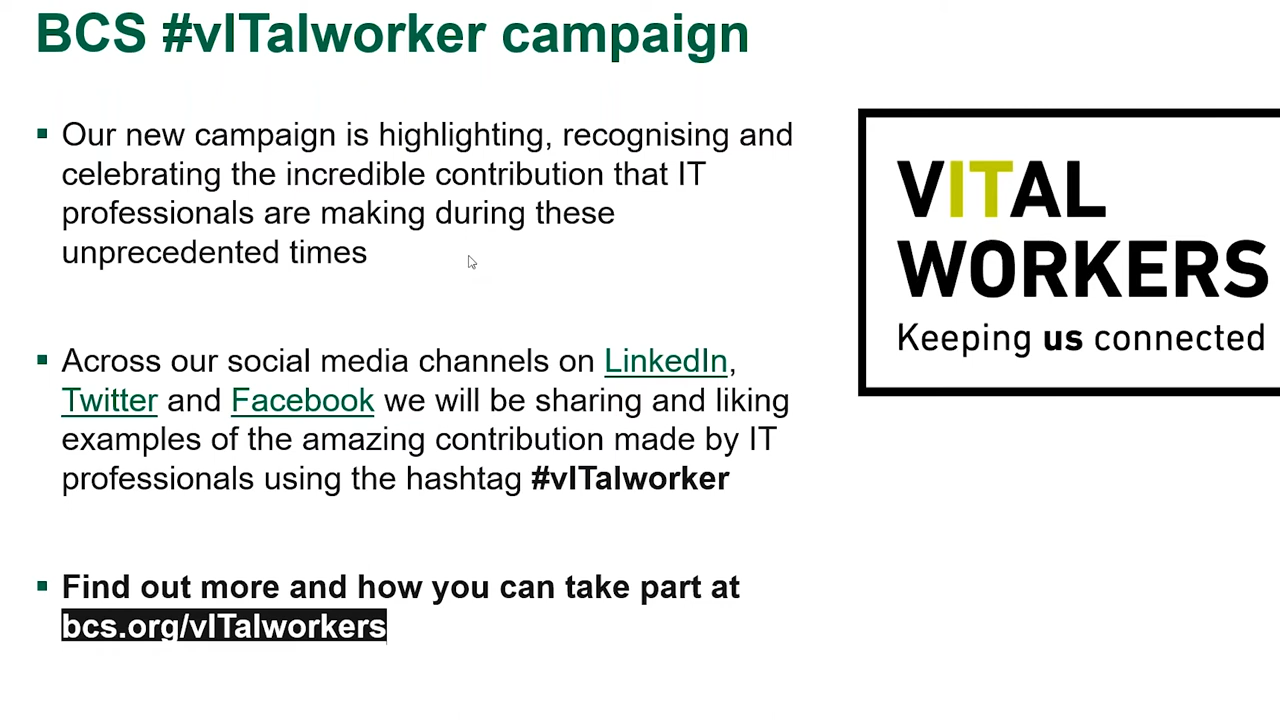 BCS #vITalworker campaign
Our new campaign is highlighting, recognising and
celebrating the incredible contribution that IT
professionals are making during these
unprecedented times
Across our social media channels on LinkedIn,
Twitter and Facebook we will be sharing and liking
examples of the amazing contribution made by IT
professionals using the hashtag #vITalworker
Find out more and how you can take part at
bcs.org/vITalworkers
VITAL
WORKERS
Keeping us connected